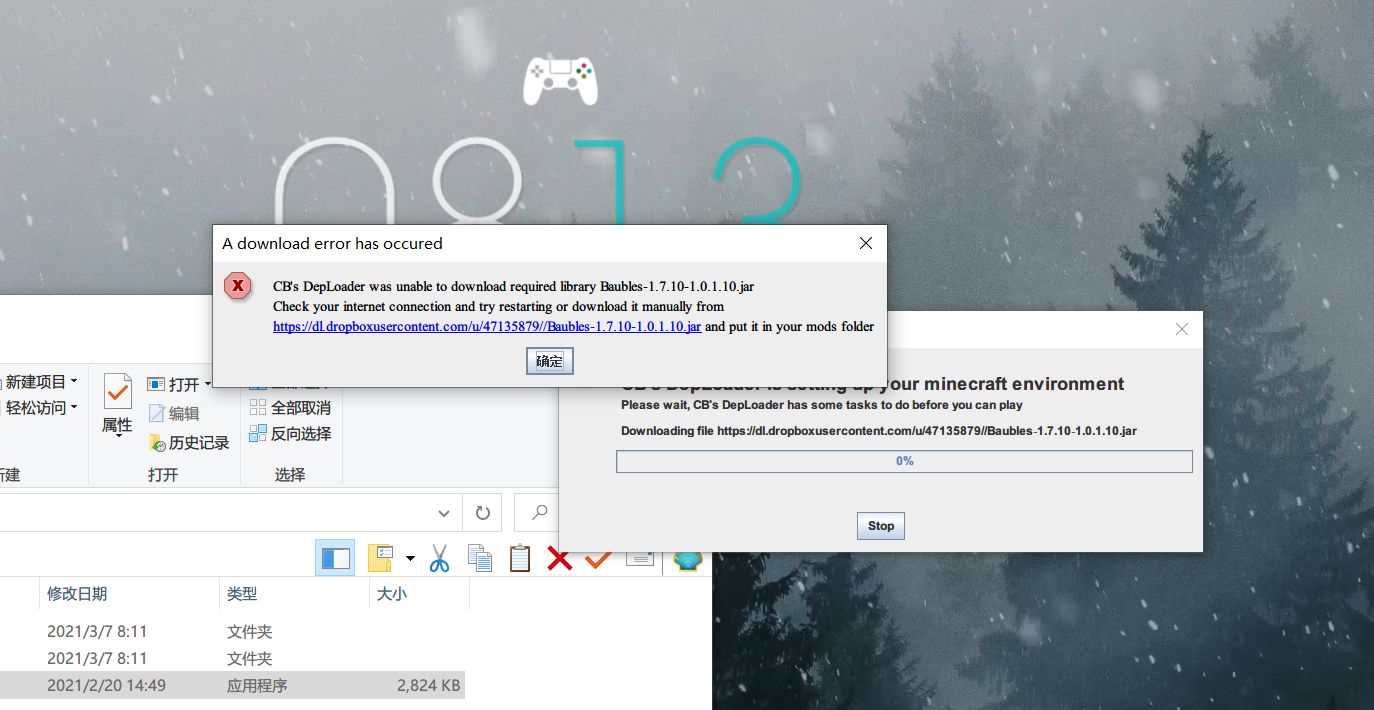 0813
A download error has occured
CB's DepLoader was unable to download required library Baubles-1.7.10-1.0.1.10.jar
Check your internet connection and try restarting or download it manually from
https://dl.dropboxusercontent.com/u/47135879//Baubles-1.7.10-1.0.1.10.jar and put it in your mods folder
确定
CB's DepLoader is setting up your minecraft environment
Please wait, CB's DepLoader has some tasks to do before you can play
Downloading file https://dl.dropboxusercontent.com/u/47135879//Baubles-1.7.10-1.0.1.10.jar
0%
Stop
新建项目
轻松访问
新建
属性
打开
编辑
历史记录
打开
全部取消
反向选择
选择
修改日期 类型 大小
2021/3/7 8:11 文件夹
2021/3/7 8:11 文件夹
2021/2/20 14:49 应用程序 2,824 KB